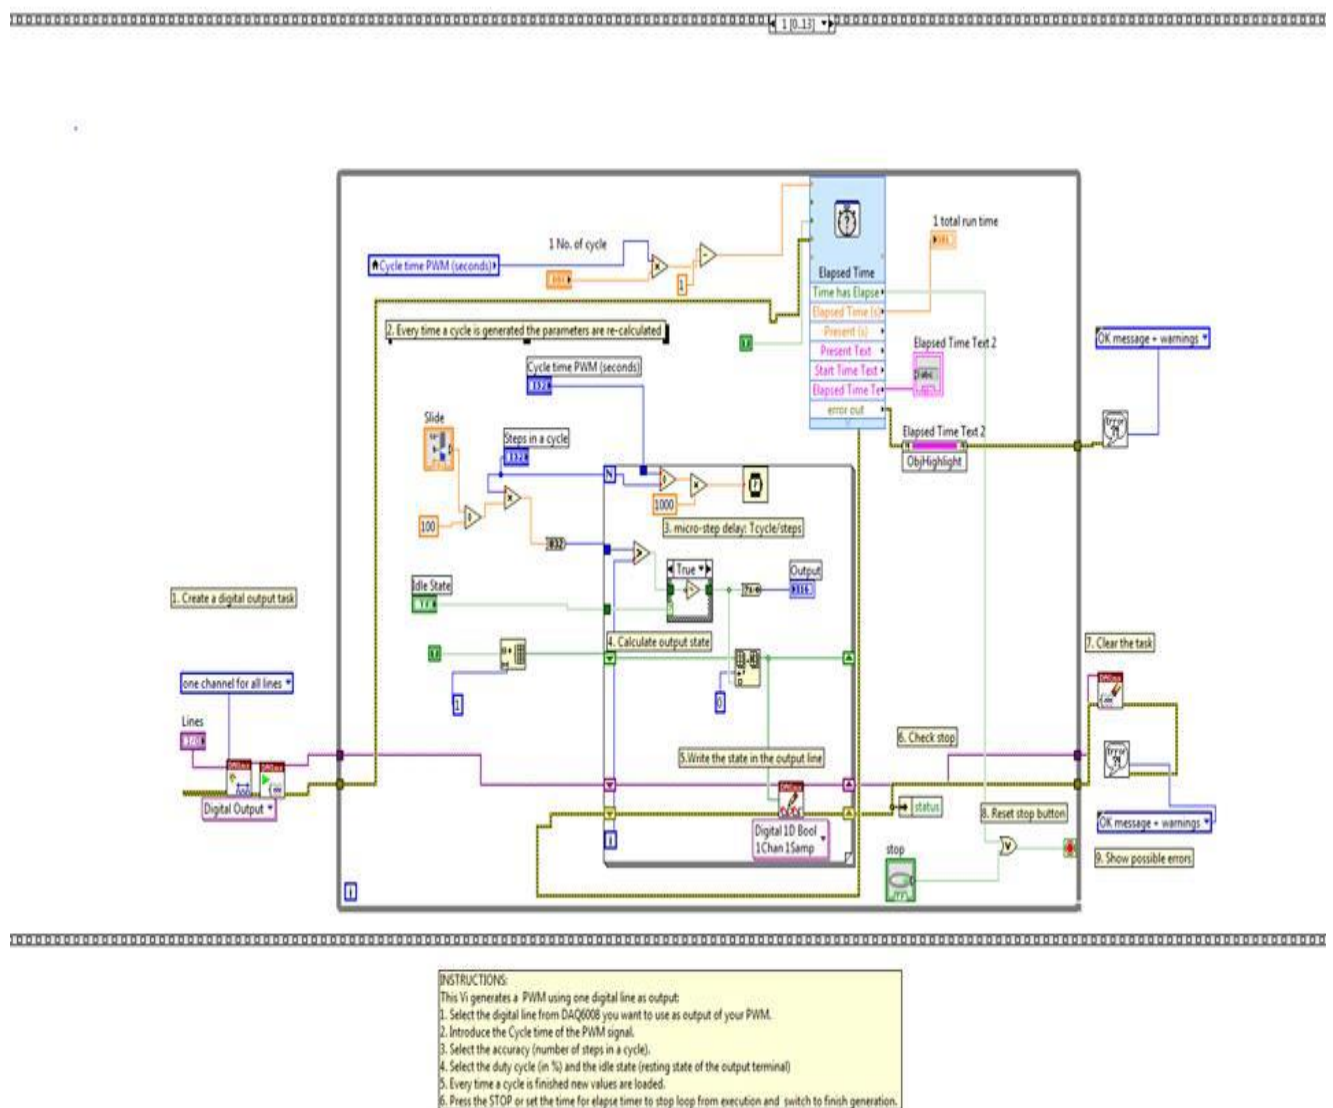 1 [0..13]
1 No. of cycle
Cycle time PWM (seconds)
1
2. Every time a cycle is generated the parameters are re-calculated
Elapsed Time
Time has Elapse
Elapsed Time (s)
Present (s)
Present Text
Start Time Text
Elapsed Time Te
error out
1 total run time
Elapsed Time Text 2
Elapsed Time Text 2
ObjHighlight
OK message + warnings
Cycle time PWM (seconds)
Slide
Steps in a cycle
N
100
1000
3. micro-step delay: Tcycle/steps
True
Output
Idle State
4. Calculate output state
1
0
1. Create a digital output task
one channel for all lines
Lines
Digital Output
5.Write the state in the output line
Digital 1D Bool
1Chan 1Samp
i
i
6. Check stop
status
stop
8. Reset stop button
7. Clear the task
OK message + warnings
9. Show possible errors
INSTRUCTIONS:
This Vi generates a PWM using one digital line as output:
1. Select the digital line from DAQ6008 you want to use as output of your PWM.
2. Introduce the Cycle time of the PWM signal.
3. Select the accuracy (number of steps in a cycle).
4. Select the duty cycle (in %) and the idle state (resting state of the output terminal)
5. Every time a cycle is finished new values are loaded.
6. Press the STOP or set the time for elapse timer to stop loop from execution and switch to finish generation.